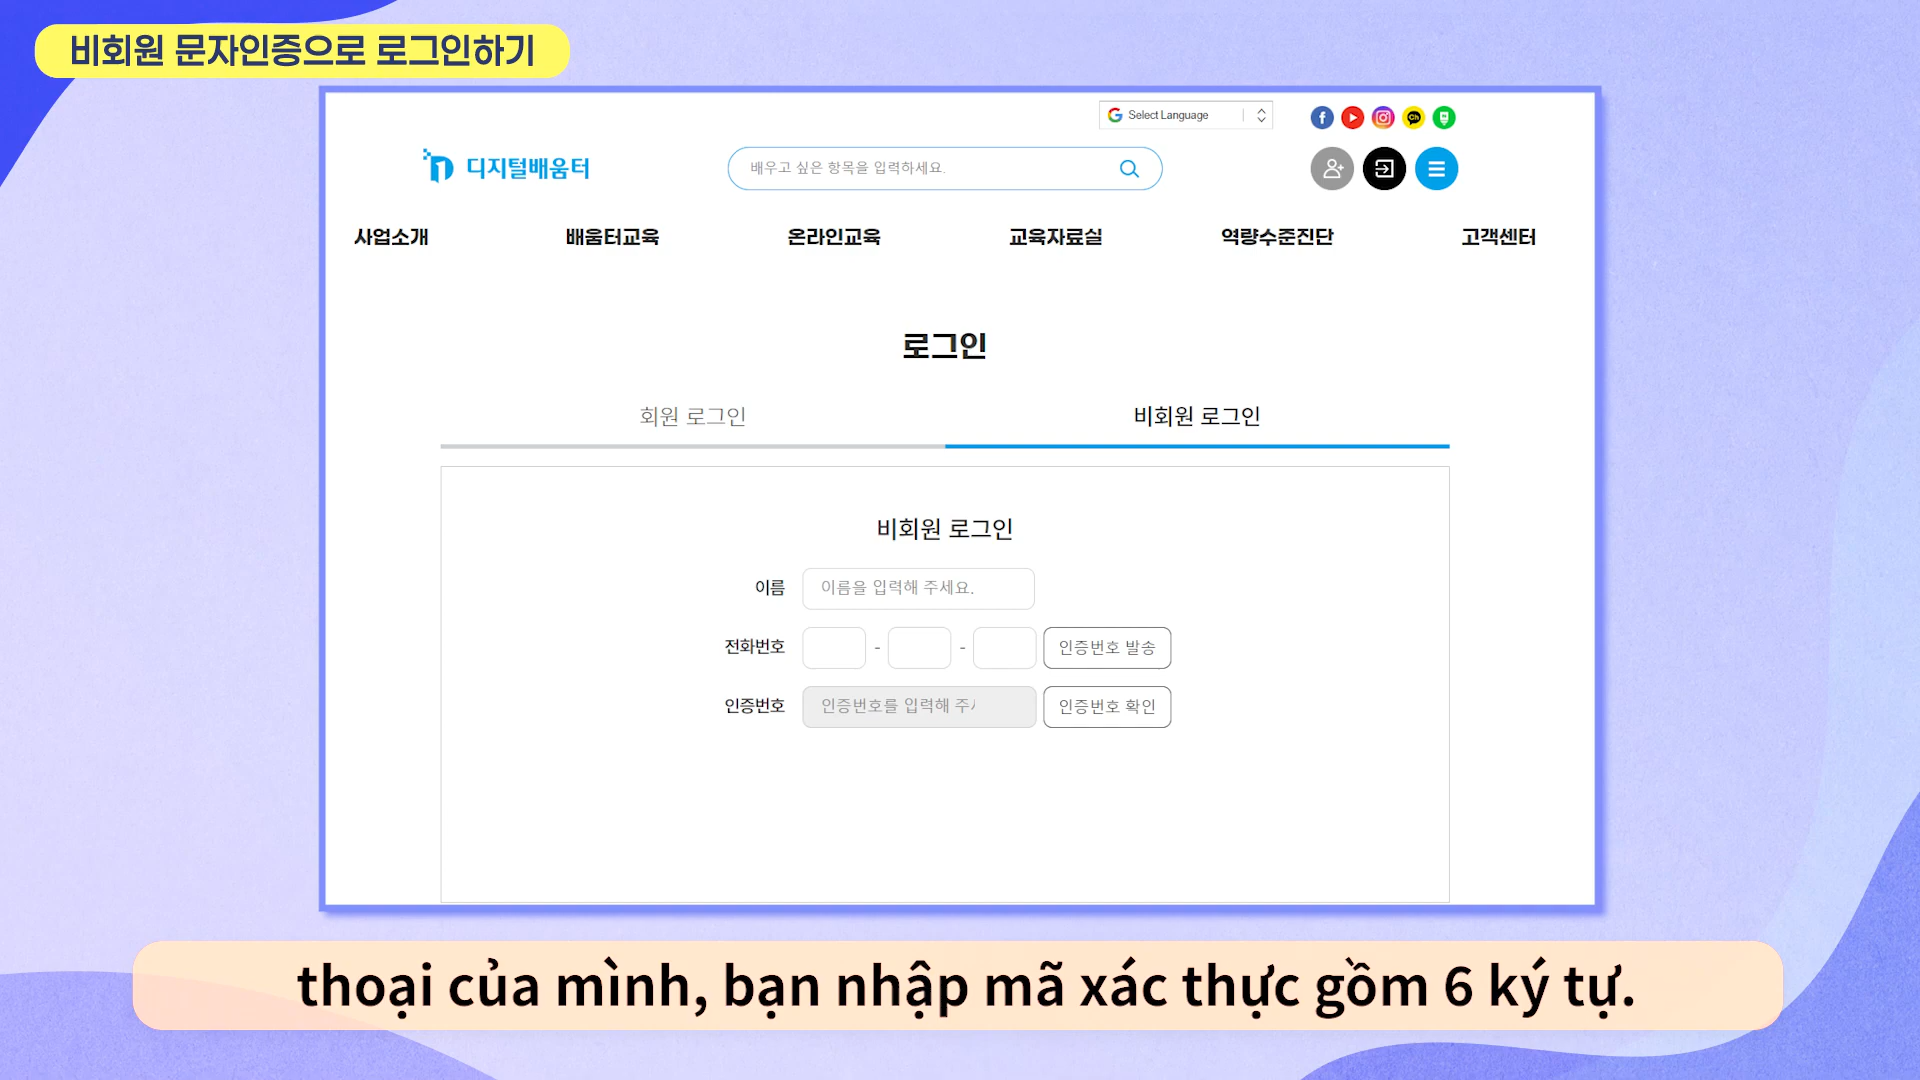 비회원 문자인증으로 로그인하기
Select Language
디지털배움터
배우고 싶은 항목을 입력하세요.
사업소개 배움터교육 온라인교육 교육자료실 역량수준진단 고객센터
로그인
회원 로그인 비회원 로그인
비회원 로그인
이름 이름을 입력해 주세요.
전화번호 - - 인증번호 발송
인증번호 인증번호를 입력해 주 인증번호 확인
thoại của mình, bạn nhập mã xác thực gồm 6 ký tự.